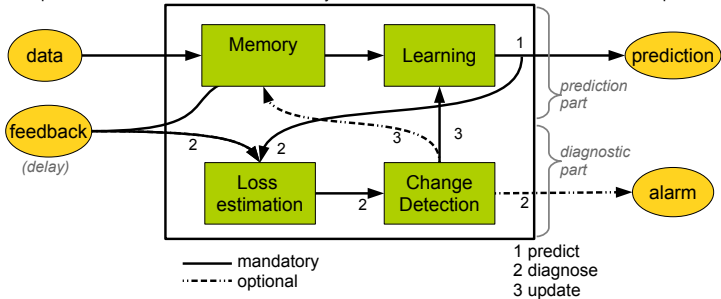 data
Memory
Learning
1
prediction
prediction
part
feedback
(delay)
2
2
3
3
diagnostic
part
Loss
estimation
2
Change
Detection
2
alarm
mandatory
optional
1 predict
2 diagnose
3 update